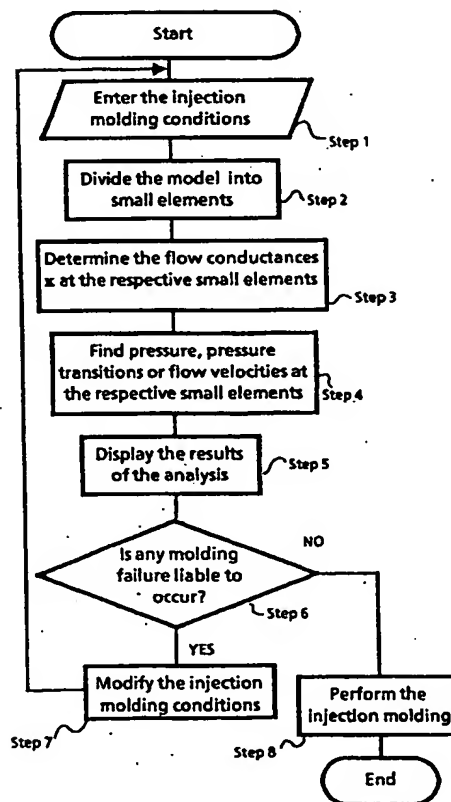 Start
Enter the injection
molding conditions
Step 1
Divide the model into
small elements
Step 2
Determine the flow conductances
κ at the respective small elements
Step 3
Find pressure, pressure
transitions or flow velocities at
the respective small elements
Step 4
Display the results
of the analysis
Step 5
Is any molding
failure liable to
occur?
NO
Step 6
YES
Modify the injection
molding conditions
Step 7
Perform the
injection molding
Step 8
End